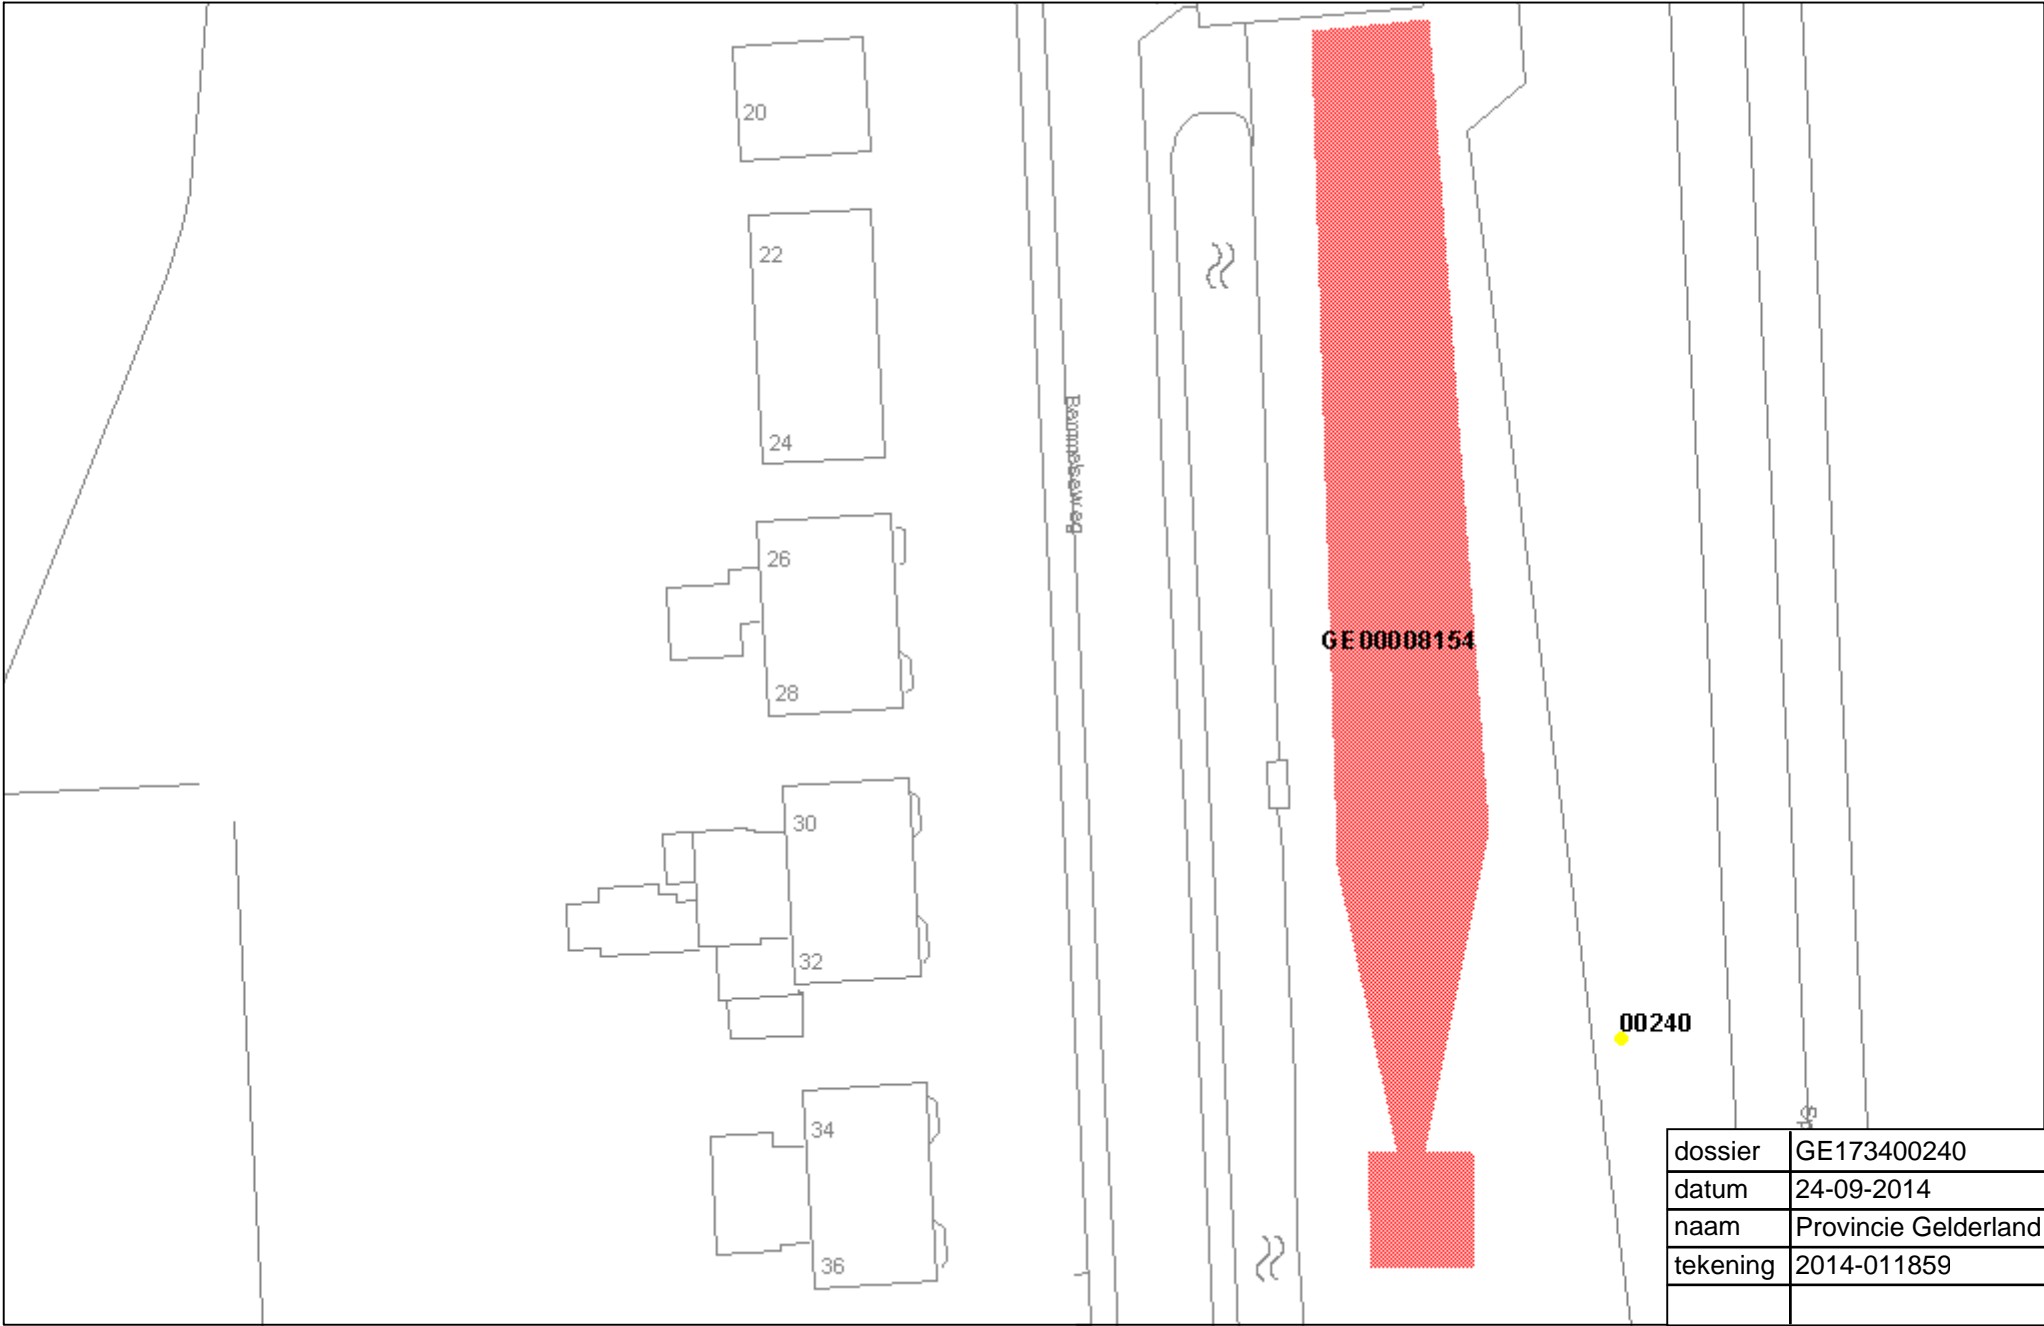 20
22
24
Bemmelseweg
26
GE00008154
28
30
32
00240
34
36
dossier GE173400240
datum 24-09-2014
naam Provincie Gelderland
tekening 2014-011859